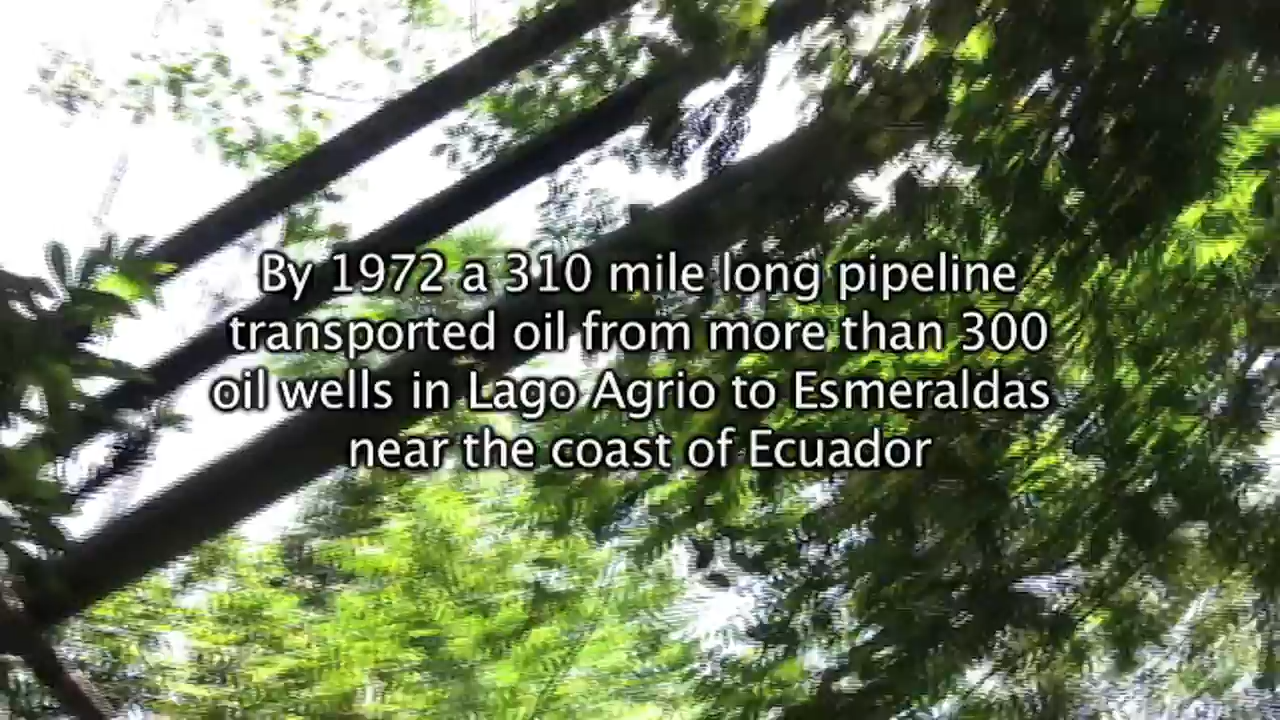 By 1972 a 310 mile long pipeline
transported oil from more than 300
oil wells in Lago Agrio to Esmeraldas
near the coast of Ecuador